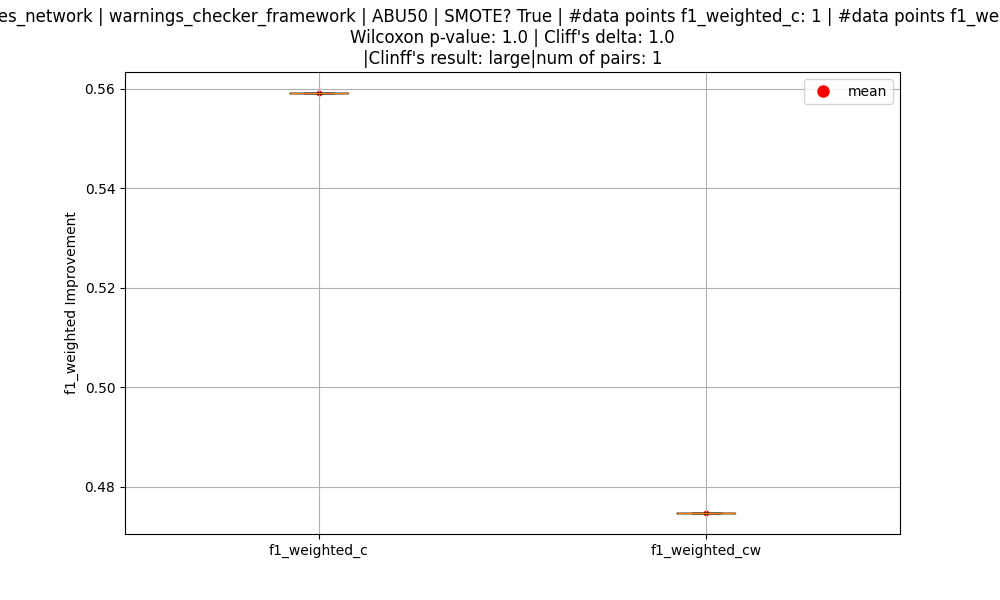 es_network | warnings_checker_framework | ABU50 | SMOTE? True | #data points f1_weighted_c: 1 | #data points f1_we
Wilcoxon p-value: 1.0 | Cliff's delta: 1.0
|Clinff's result: large|num of pairs: 1
mean
0.56
0.54
0.52
0.50
0.48
f1_weighted Improvement
f1_weighted_c
f1_weighted_cw